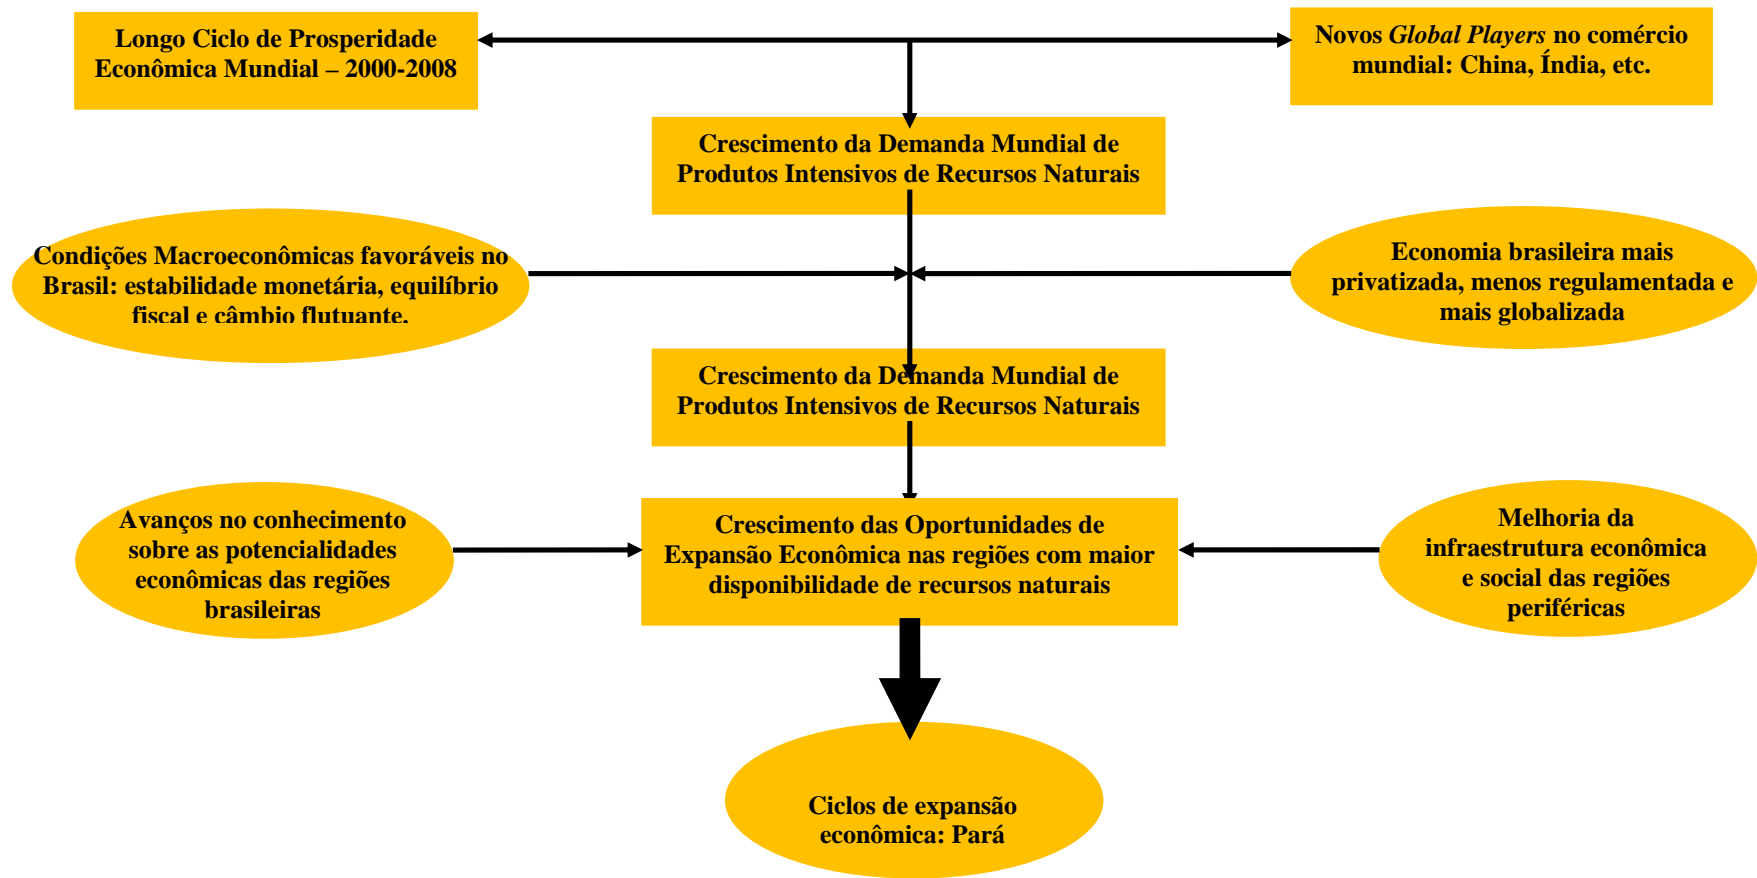 Longo Ciclo de Prosperidade
Econômica Mundial – 2000-2008
Novos Global Players no comércio
mundial: China, Índia, etc.
Crescimento da Demanda Mundial de
Produtos Intensivos de Recursos Naturais
Condições Macroeconômicas favoráveis no
Brasil: estabilidade monetária, equilíbrio
fiscal e câmbio flutuante.
Economia brasileira mais
privatizada, menos regulamentada e
mais globalizada
Crescimento da Demanda Mundial de
Produtos Intensivos de Recursos Naturais
Avanços no conhecimento
sobre as potencialidades
econômicas das regiões
brasileiras
Crescimento das Oportunidades de
Expansão Econômica nas regiões com maior
disponibilidade de recursos naturais
Melhoria da
infraestrutura econômica
e social das regiões
periféricas
Ciclos de expansão
econômica: Pará